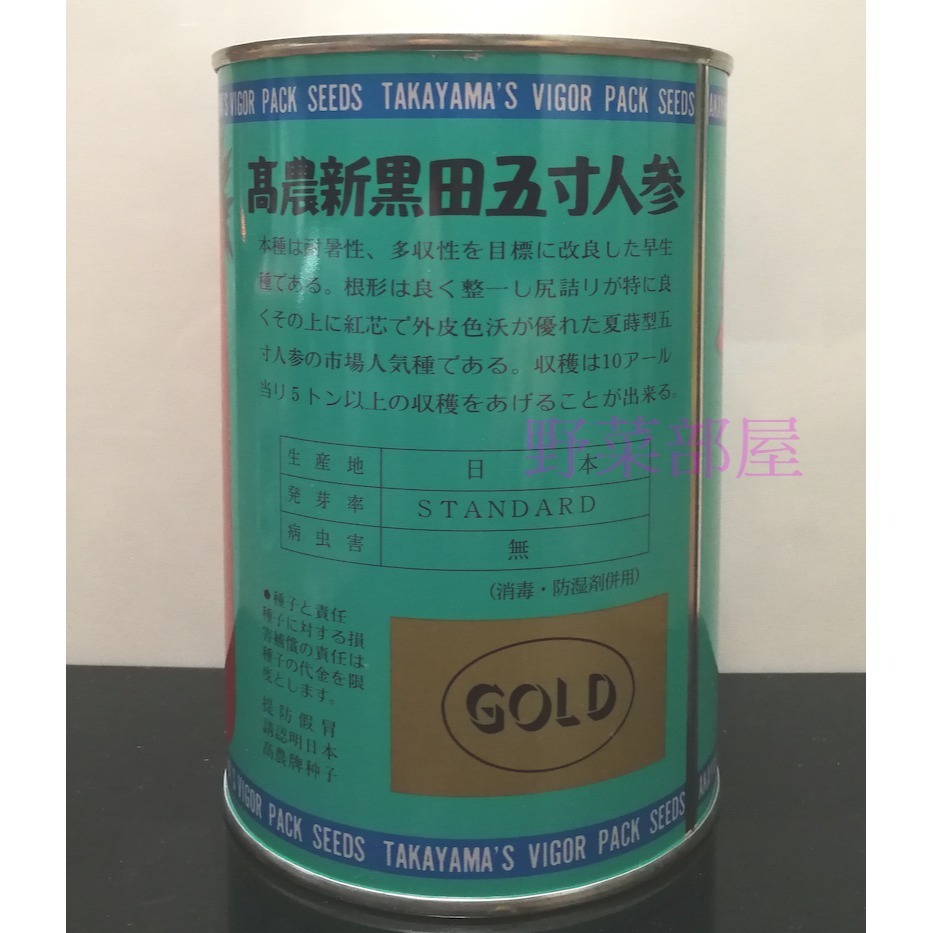 'S VIGOR PACK SEEDS TAKAYAMA'S VIGOR PACK SEEDS AKAYA
髙農新黒田五寸人参
本種は耐暑性、多収性を目標に改良した早生
種である。根形は良く整一し尻詰リが特に良
くその上に紅芯で外皮色沃が優れた夏蒔型五
寸人参の市場人気種である。収穫は10アール
当リ5トン以上の収穫をあげることが出来る。
野菜部屋
生産地 日本
発芽率 STANDARD
病虫害 無
(消毒・防湿剤併用)
●種子と責任
種子に対する損
害補償の責任は
種子の代金を限
度とします。
提防假冒
請認明日本
髙農牌种子
GOLD
'S VIGOR PACK SEEDS TAKAYAMA'S VIGOR PACK SEEDS AKAYA